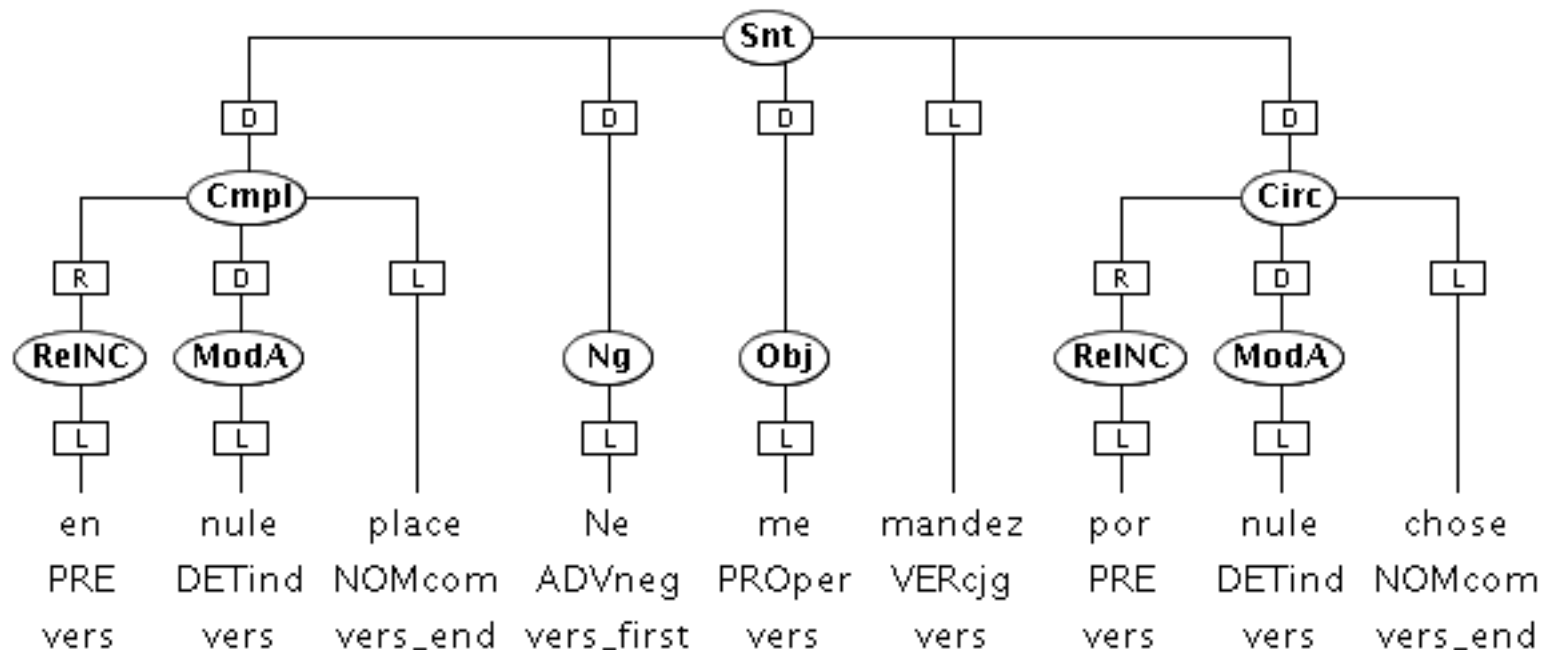 Snt
D D D L D
Cmpl Circ
R D L R D L
RelNC ModA Ng Obj RelNC ModA
L L L L L L
en nule place Ne me mandez por nule chose
PRE DETind NOMcom ADVneg PROper VERcjg PRE DETind NOMcom
vers vers vers_end vers_first vers vers vers vers vers_end